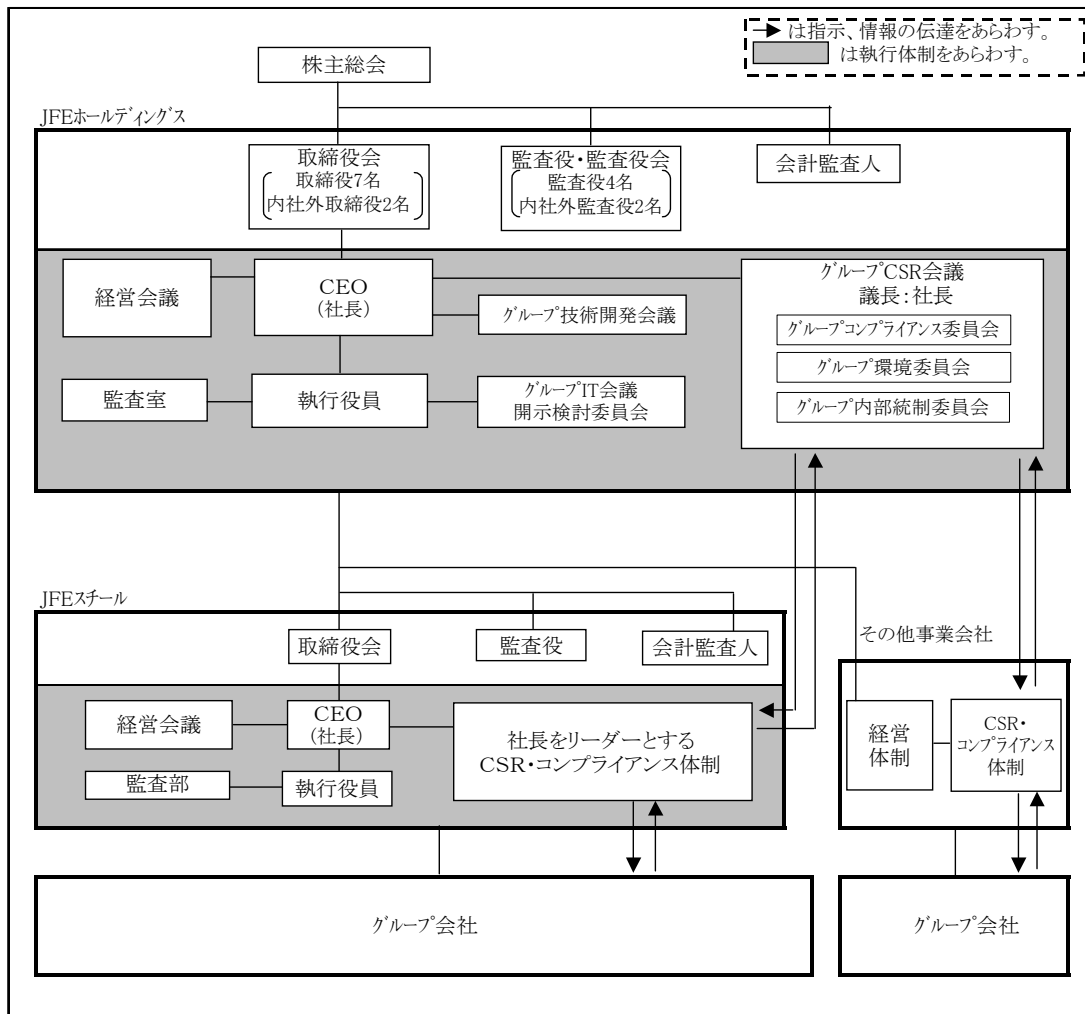 → は指示、情報の伝達をあらわす。
は執行体制をあらわす。
株主総会
JFEホールディングス
取締役会
取締役7名
内社外取締役2名
監査役・監査役会
監査役4名
内社外監査役2名
会計監査人
経営会議
CEO
(社長)
グループ技術開発会議
グループCSR会議
議長：社長
グループコンプライアンス委員会
グループ環境委員会
グループ内部統制委員会
監査室
執行役員
グループIT会議
開示検討委員会
JFEスチール
取締役会
監査役
会計監査人
その他事業会社
経営会議
CEO
(社長)
社長をリーダーとする
CSR・コンプライアンス体制
監査部
執行役員
経営
体制
CSR・
コンプライアンス
体制
グループ会社
グループ会社